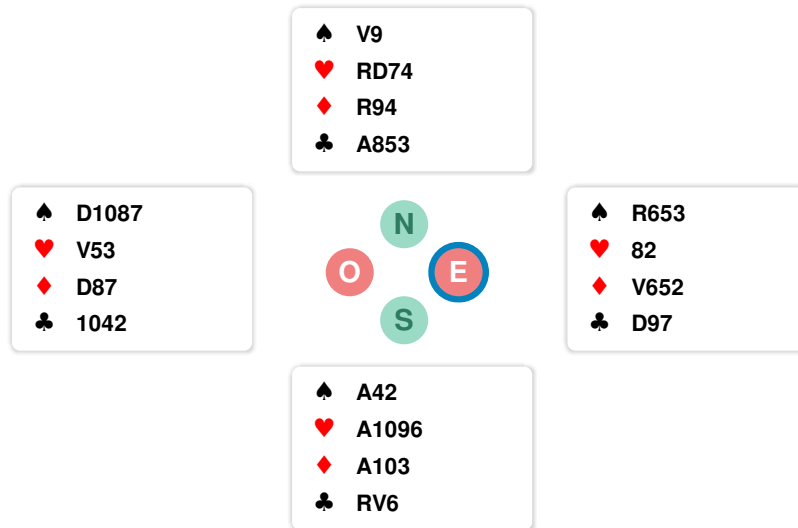 ♠ V9
♥ RD74
♦ R94
♣ A853
♠ D1087
♥ V53
♦ D87
♣ 1042
N
O E
S
♠ R653
♥ 82
♦ V652
♣ D97
♠ A42
♥ A1096
♦ A103
♣ RV6